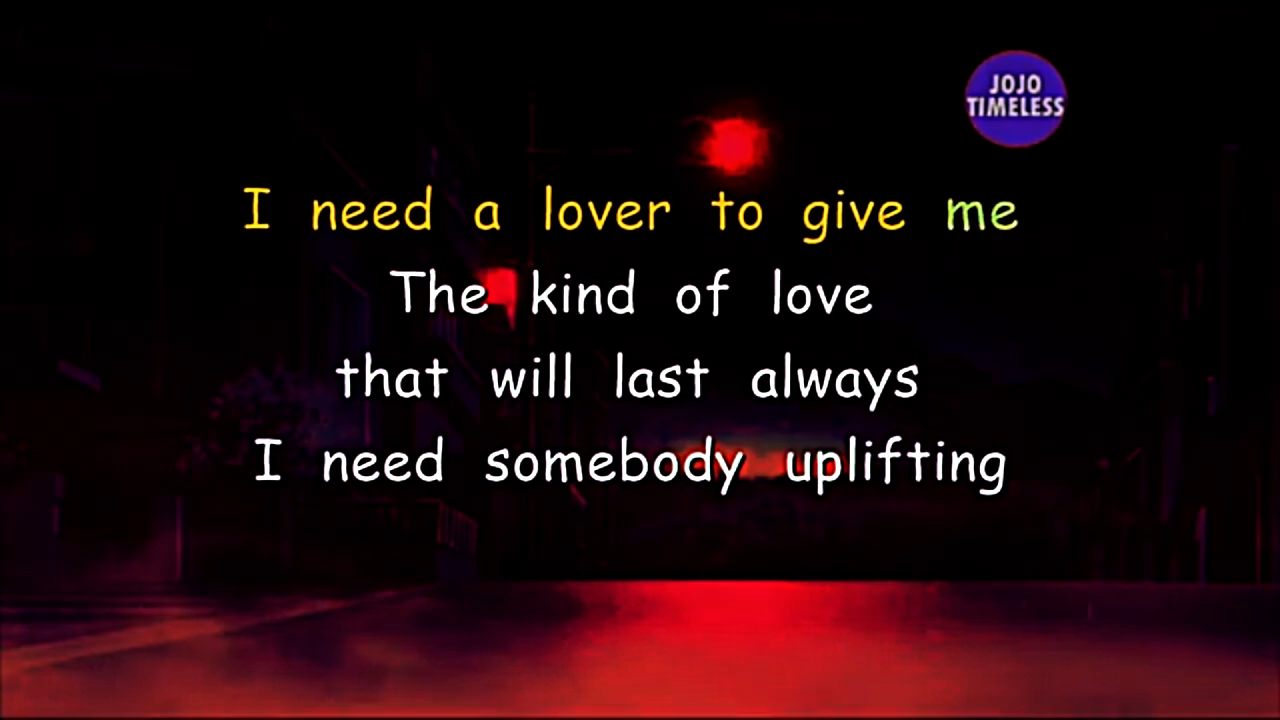 JOJO
TIMELESS
I need a lover to give me
The kind of love
that will last always
I need somebody uplifting